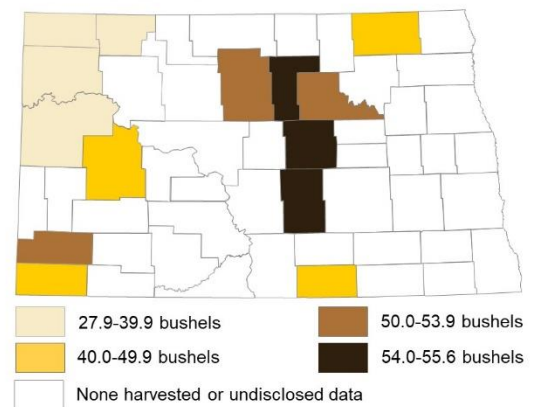 27.9-39.9 bushels
50.0-53.9 bushels
40.0-49.9 bushels
54.0-55.6 bushels
None harvested or undisclosed data